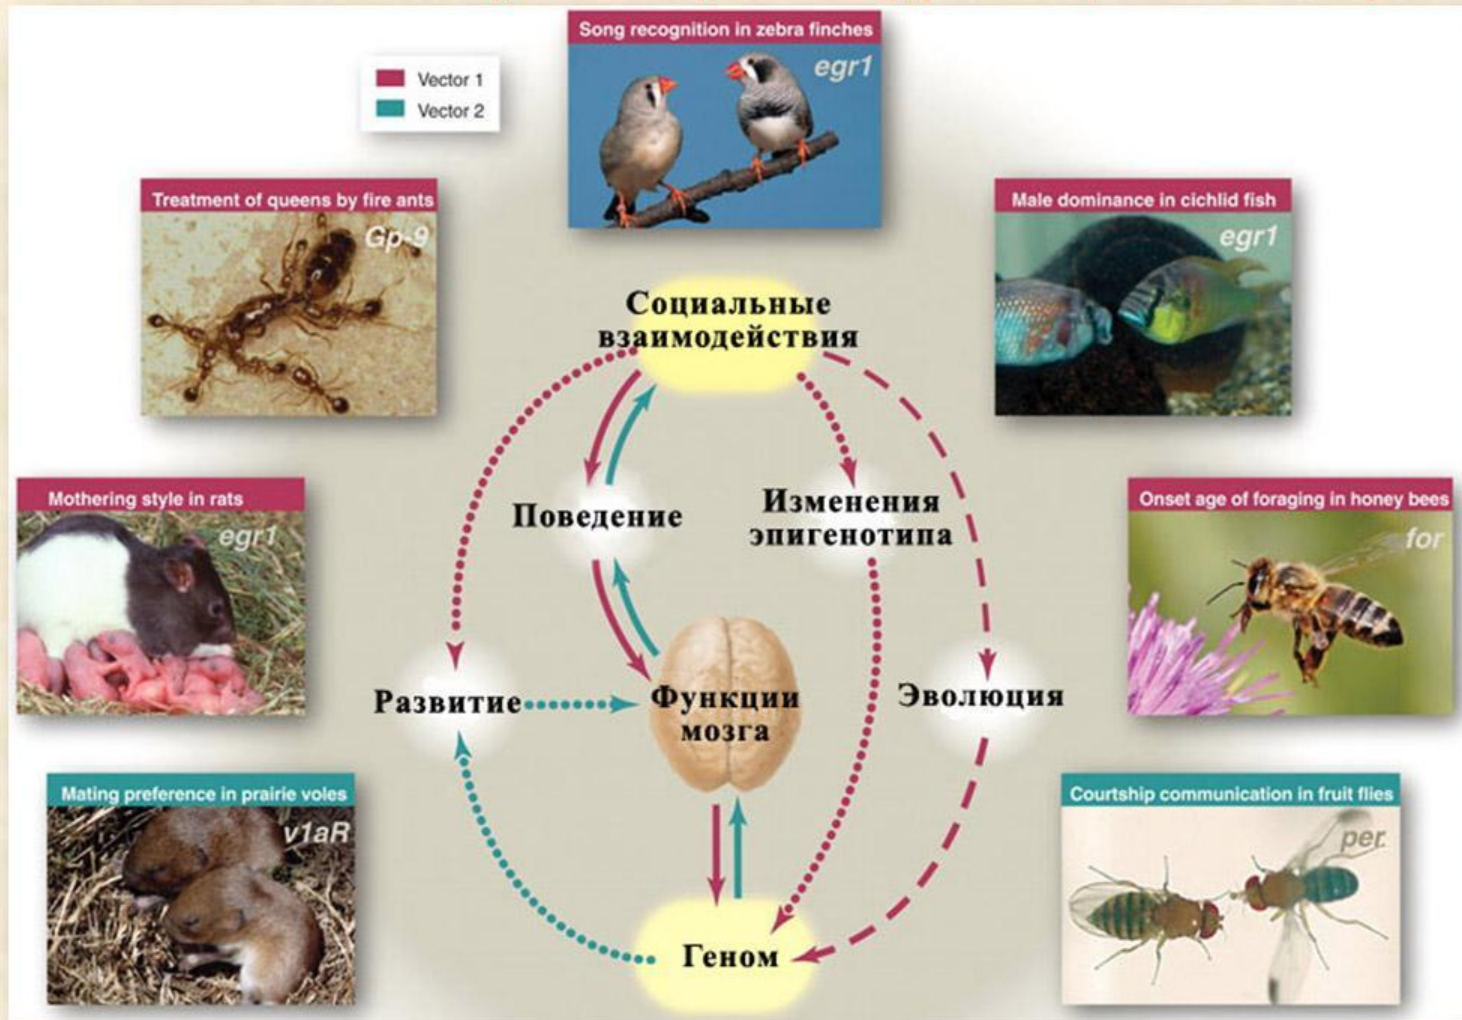 Song recognition in zebra finches
egr1
Vector 1
Vector 2
Treatment of queens by fire ants
Gp-9
Male dominance in cichlid fish
egr1
Социальные
взаимодействия
Mothering style in rats
egr1
Поведение
Изменения
эпигенотипа
Onset age of foraging in honey bees
for
Развитие
Функции
мозга
Эволюция
Mating preference in prairie voles
v1aR
Courtship communication in fruit flies
per
Геном